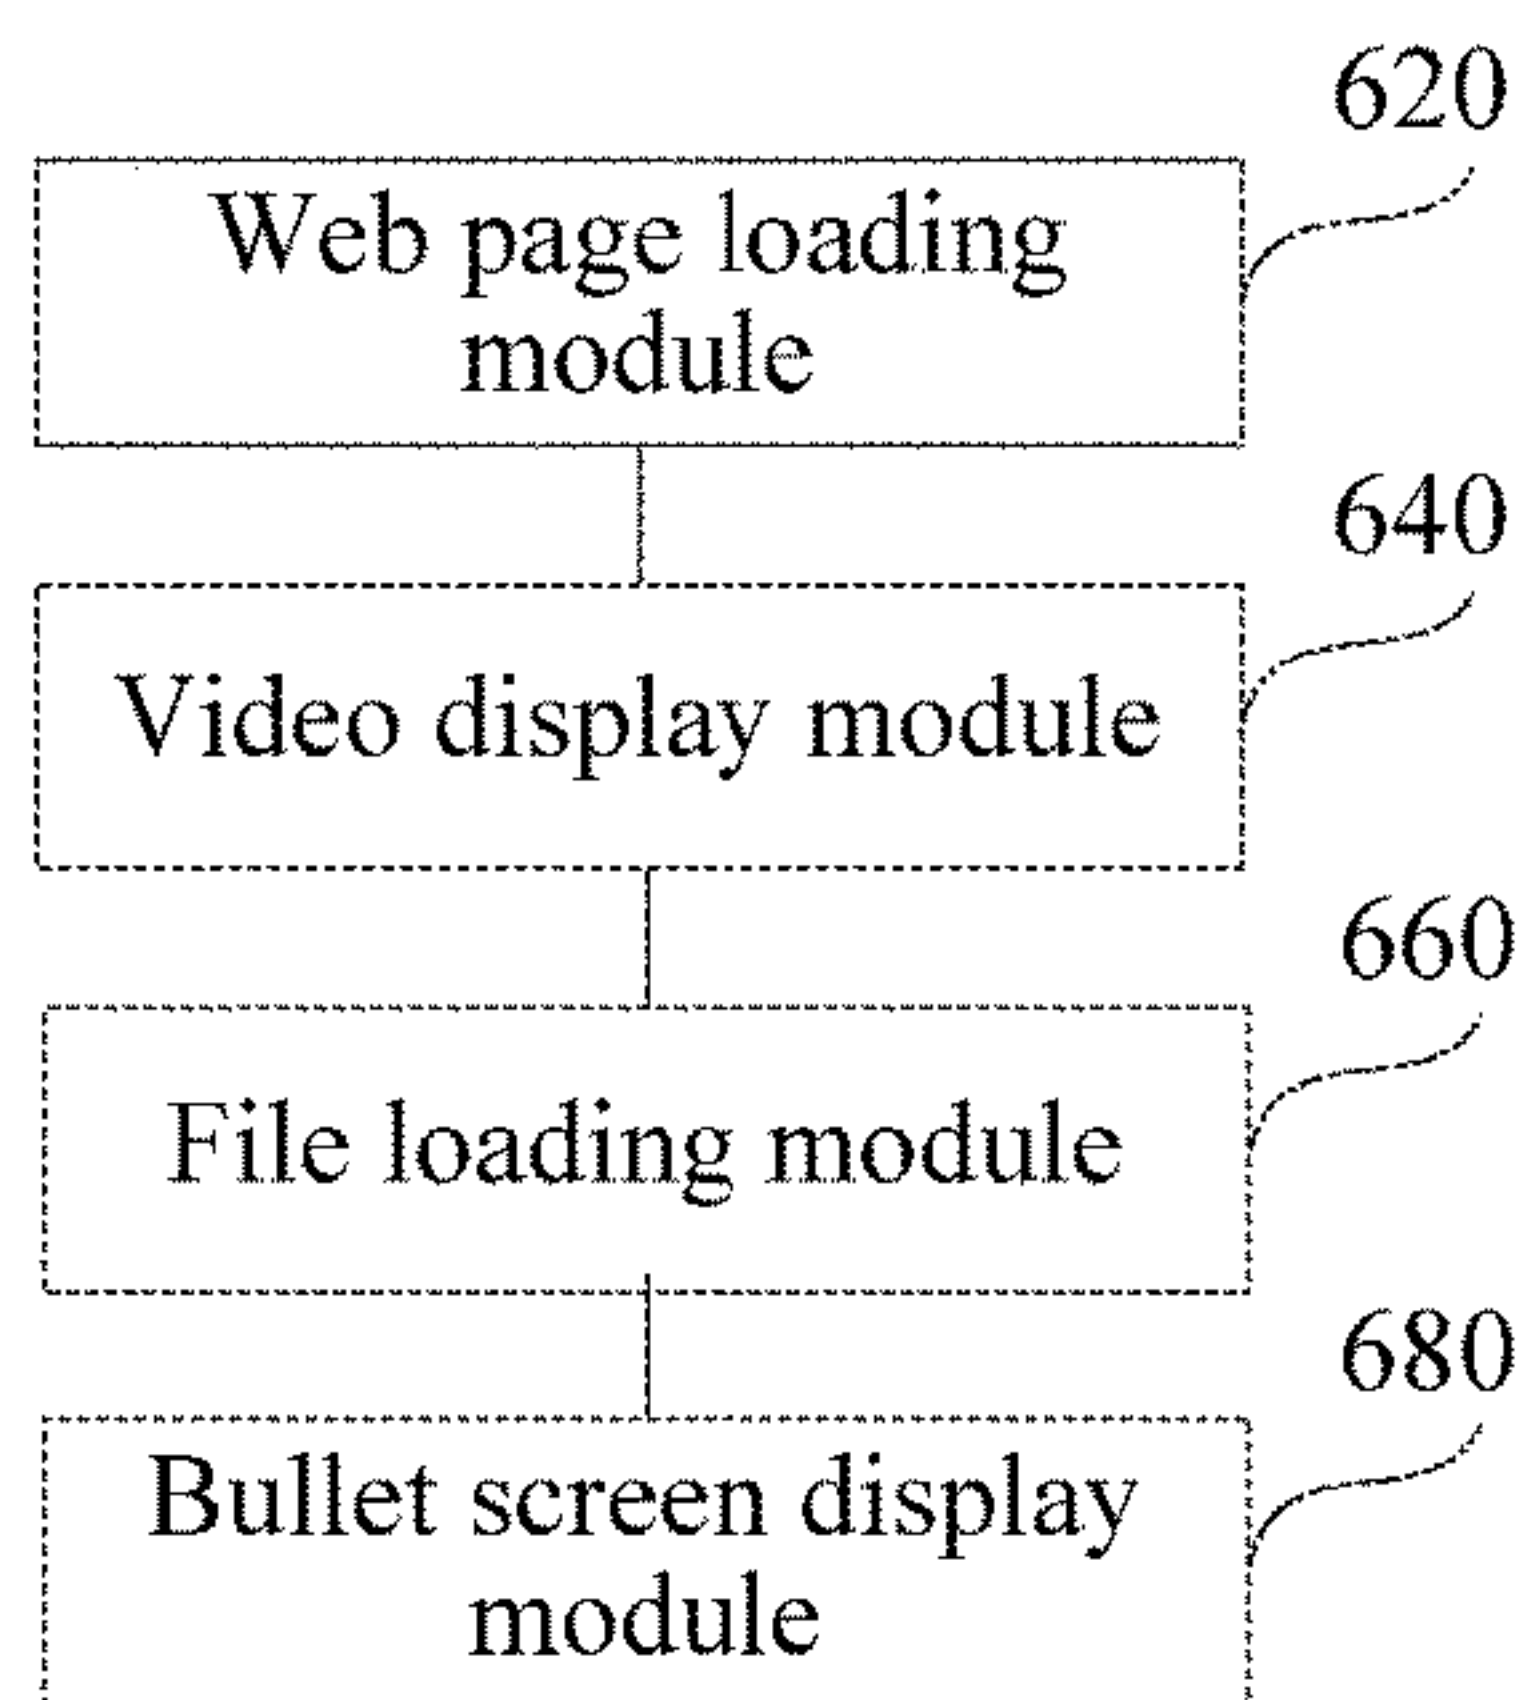 620
Web page loading
module
640
Video display module
660
File loading module
680
Bullet screen display
module